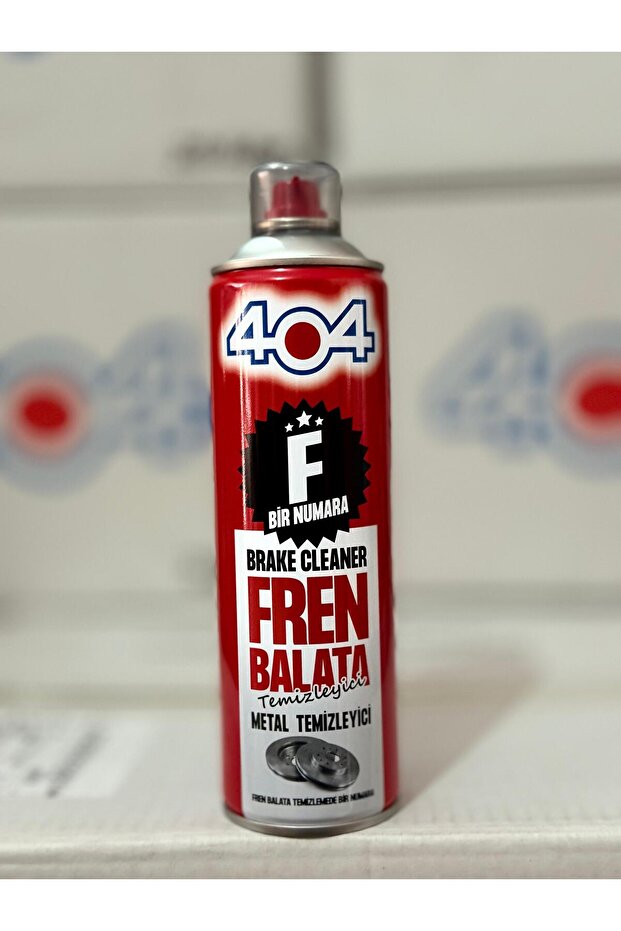 404
F
BİR NUMARA
BRAKE CLEANER
FREN
BALATA
Temizleyici
METAL TEMİZLEYİCİ
FREN BALATA TEMİZLEMEDE BİR NUMARA